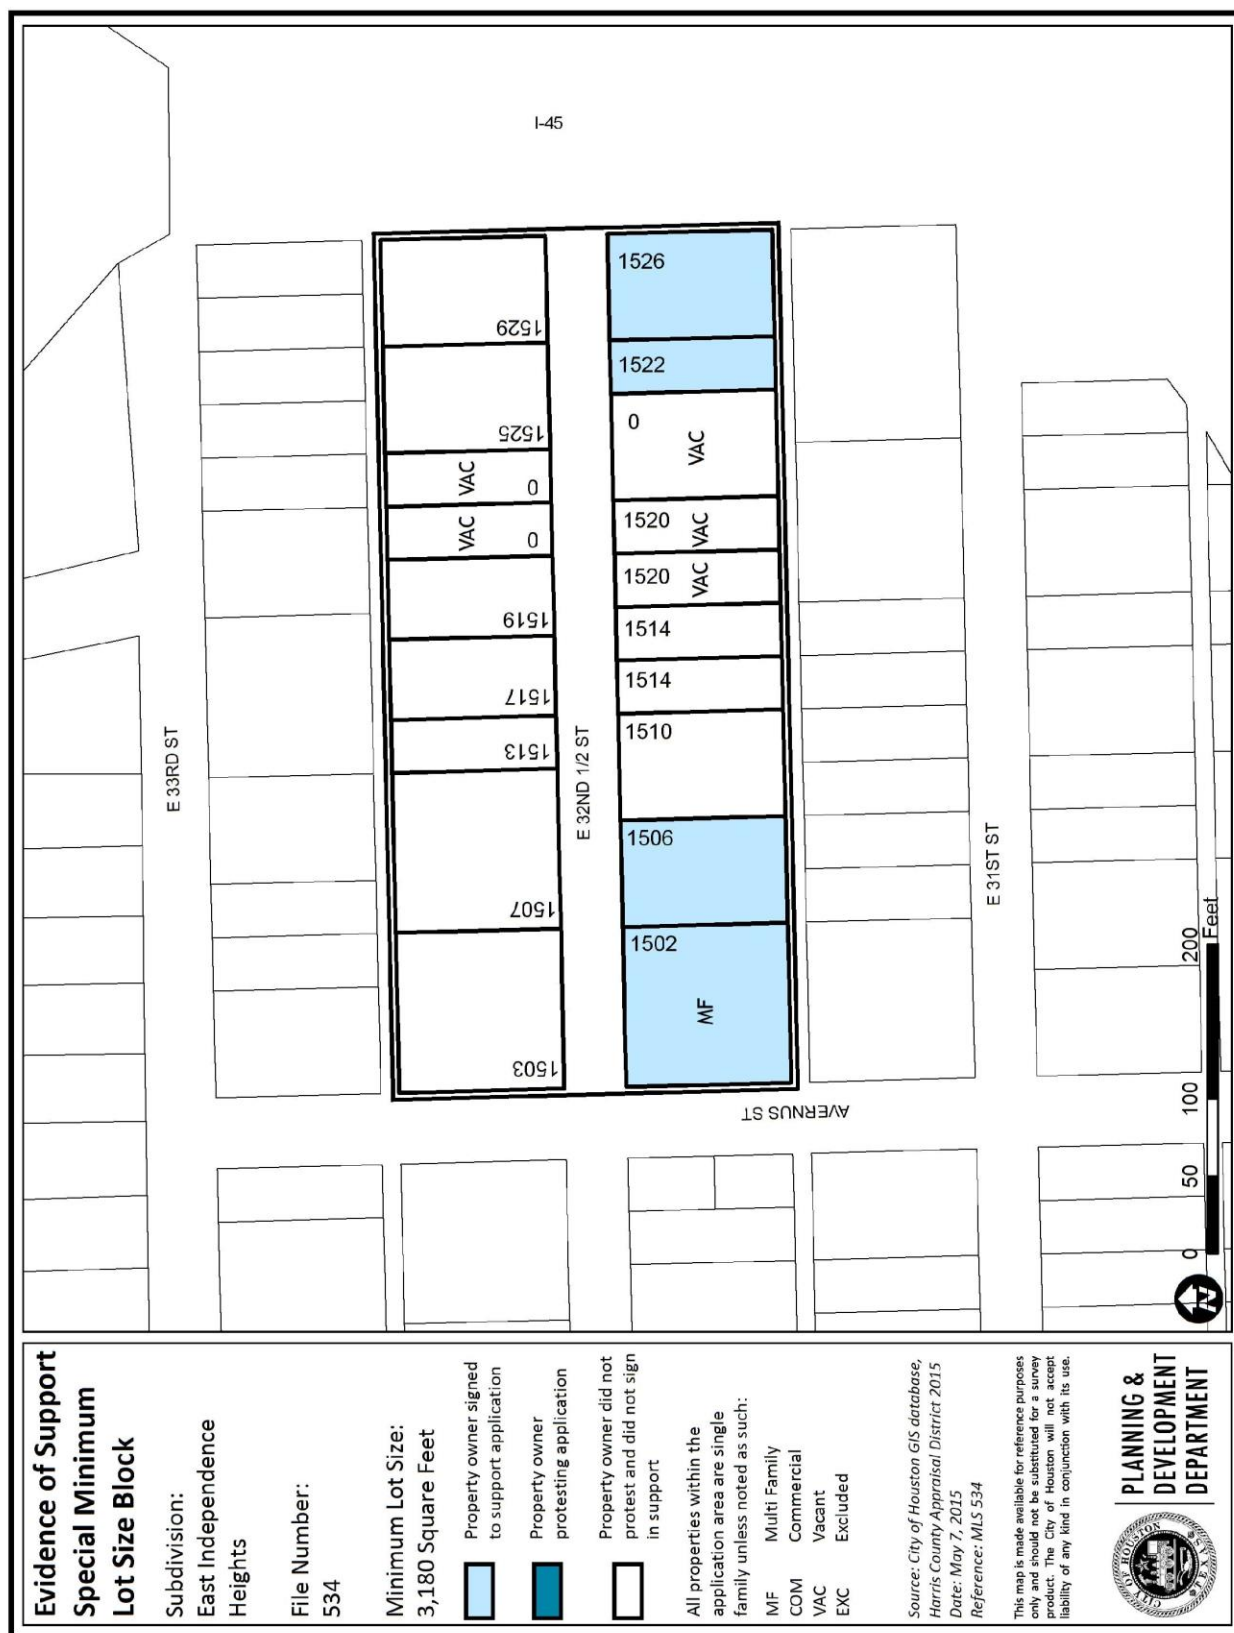 Evidence of Support
Special Minimum
Lot Size Block
Subdivision:
East Independence
Heights
File Number:
534
Minimum Lot Size:
3,180 Square Feet
Property owner signed
to support application
Property owner
protesting application
Property owner did not
protest and did not sign
in support
All properties within the
application area are single
family unless noted as such:
MF Multi Family
COM Commercial
VAC Vacant
EXC Excluded
Source: City of Houston GIS database,
Harris County Appraisal District 2015
Date: May 7, 2015
Reference: MLS 534
This map is made available for reference purposes
only and should not be substituted for a survey
product. The City of Houston will not accept
liability of any kind in conjunction with its use.
CITY OF HOUSTON
TEXAS
PLANNING &
DEVELOPMENT
DEPARTMENT
I-45
E 33RD ST
1503
1507
1513
1517
1519
VAC
0
VAC
0
1525
1529
E 32ND 1/2 ST
1502
MF
1506
1510
1514
1514
1520
VAC
1520
VAC
0
VAC
1522
1526
AVERNUS ST
E 31ST ST
N
0 50 100 200
Feet